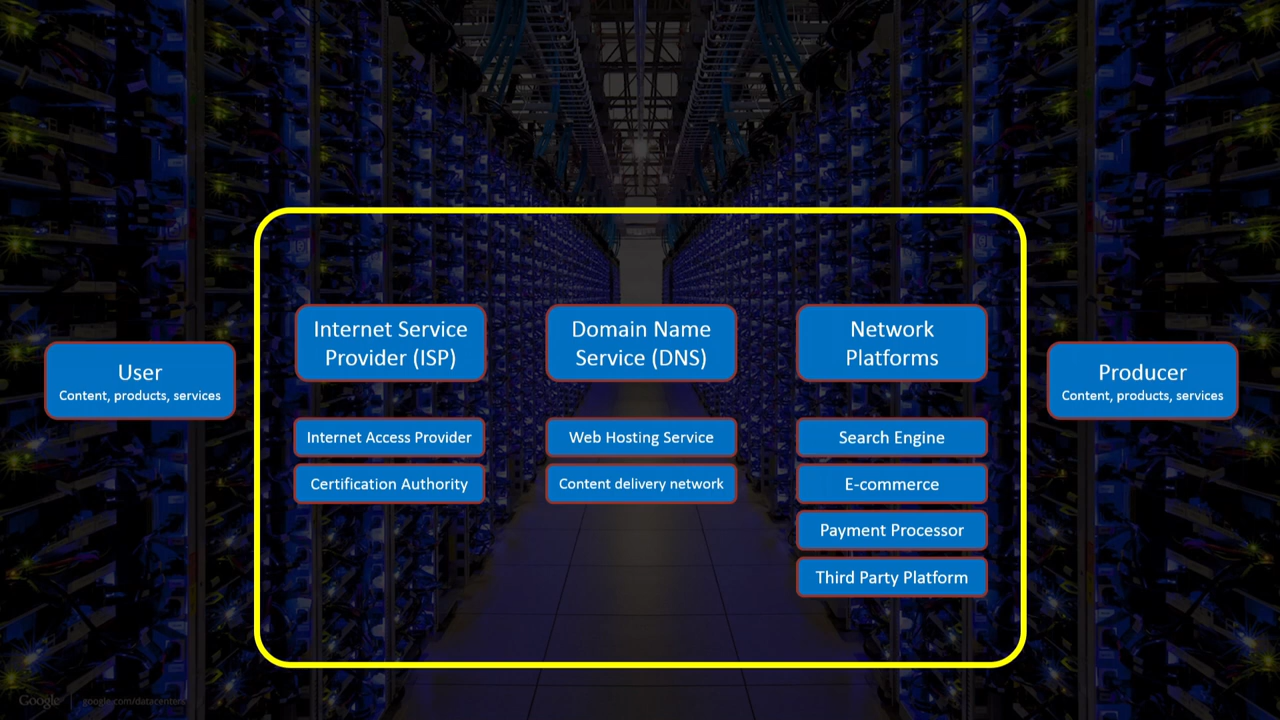 Internet Service
Provider (ISP)
Domain Name
Service (DNS)
Network
Platforms
User
Content, products, services
Producer
Content, products, services
Internet Access Provider
Web Hosting Service
Search Engine
Certification Authority
Content delivery network
E-commerce
Payment Processor
Third Party Platform
Google | google.com/datacenters